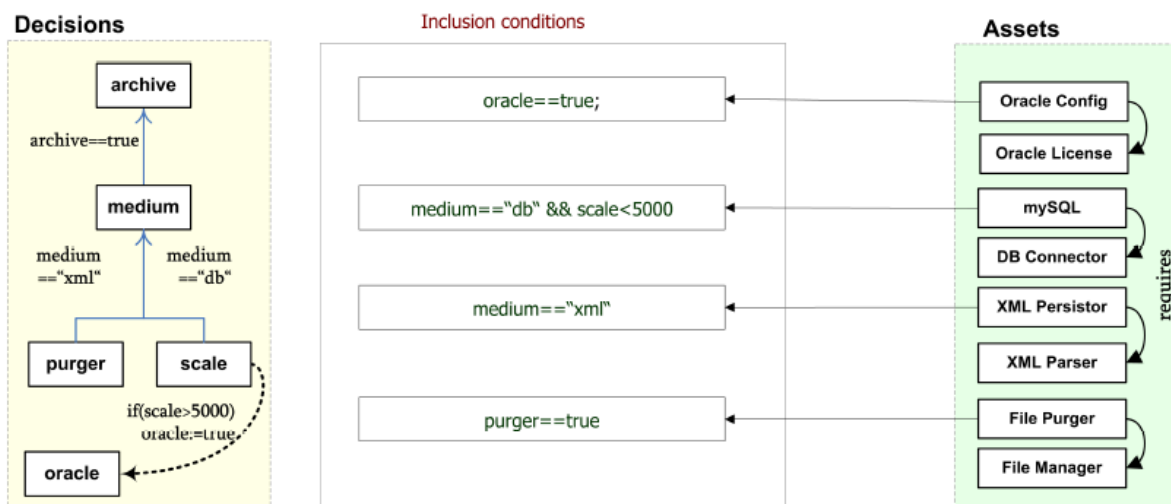 Decisions
archive
archive==true
medium
medium
==“xml“
medium
==“db“
purger
scale
if(scale>5000)
oracle:=true
oracle
Inclusion conditions
oracle==true;
medium==“db“ && scale<5000
medium==“xml“
purger==true
Assets
Oracle Config
Oracle License
mySQL
DB Connector
XML Persistor
XML Parser
File Purger
File Manager
requires